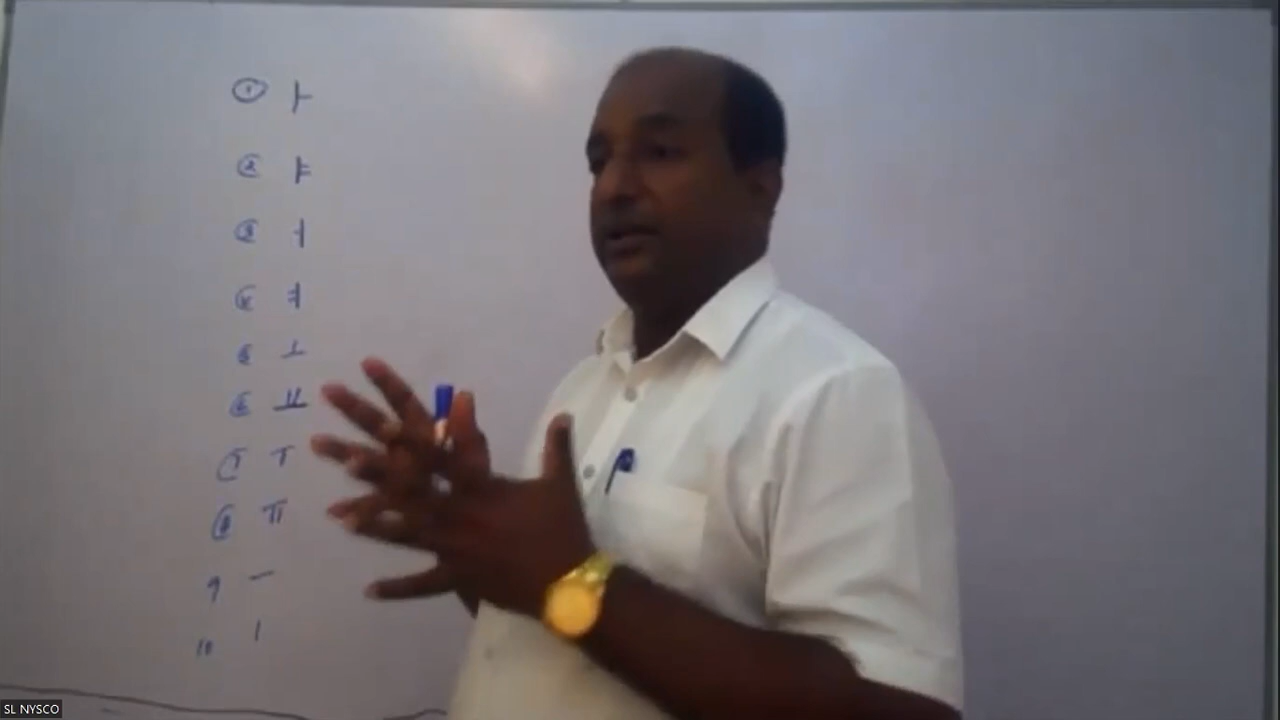 ① ㅏ
② ㅑ
③ ㅓ
④ ㅕ
⑤ ㅗ
⑥ ㅛ
⑦ ㅜ
⑧ ㅠ
9 ㅡ
10 ㅣ
SL NYSCO